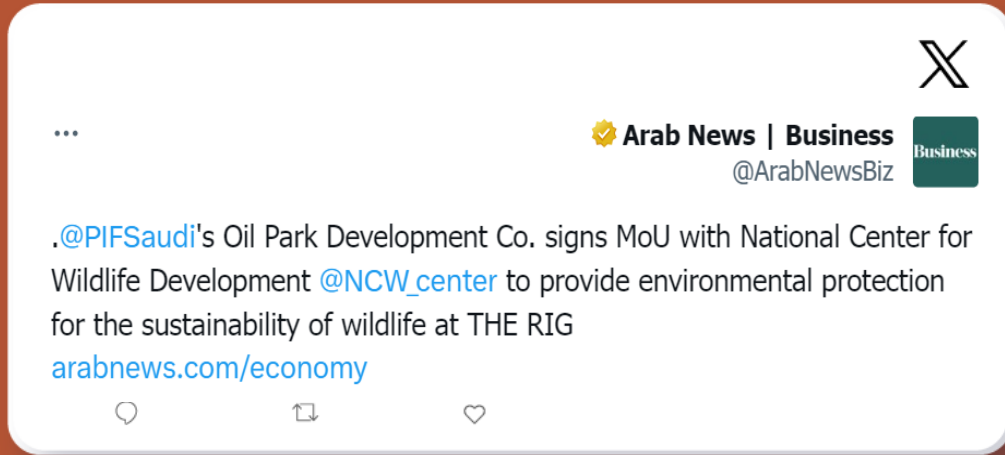 X
...
Arab News | Business
@ArabNewsBiz
Business
.@PIFSaudi's Oil Park Development Co. signs MoU with National Center for
Wildlife Development @NCW_center to provide environmental protection
for the sustainability of wildlife at THE RIG
arabnews.com/economy